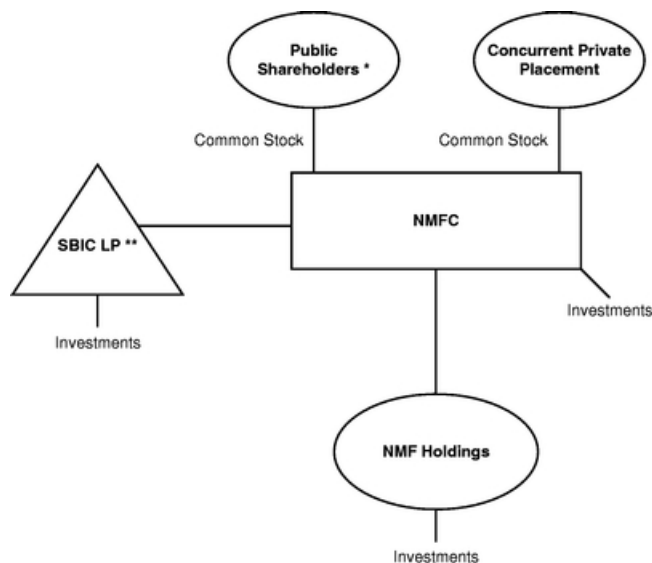 Public
Shareholders *
Concurrent Private
Placement
Common Stock
Common Stock
NMFC
SBIC LP **
Investments
Investments
NMF Holdings
Investments